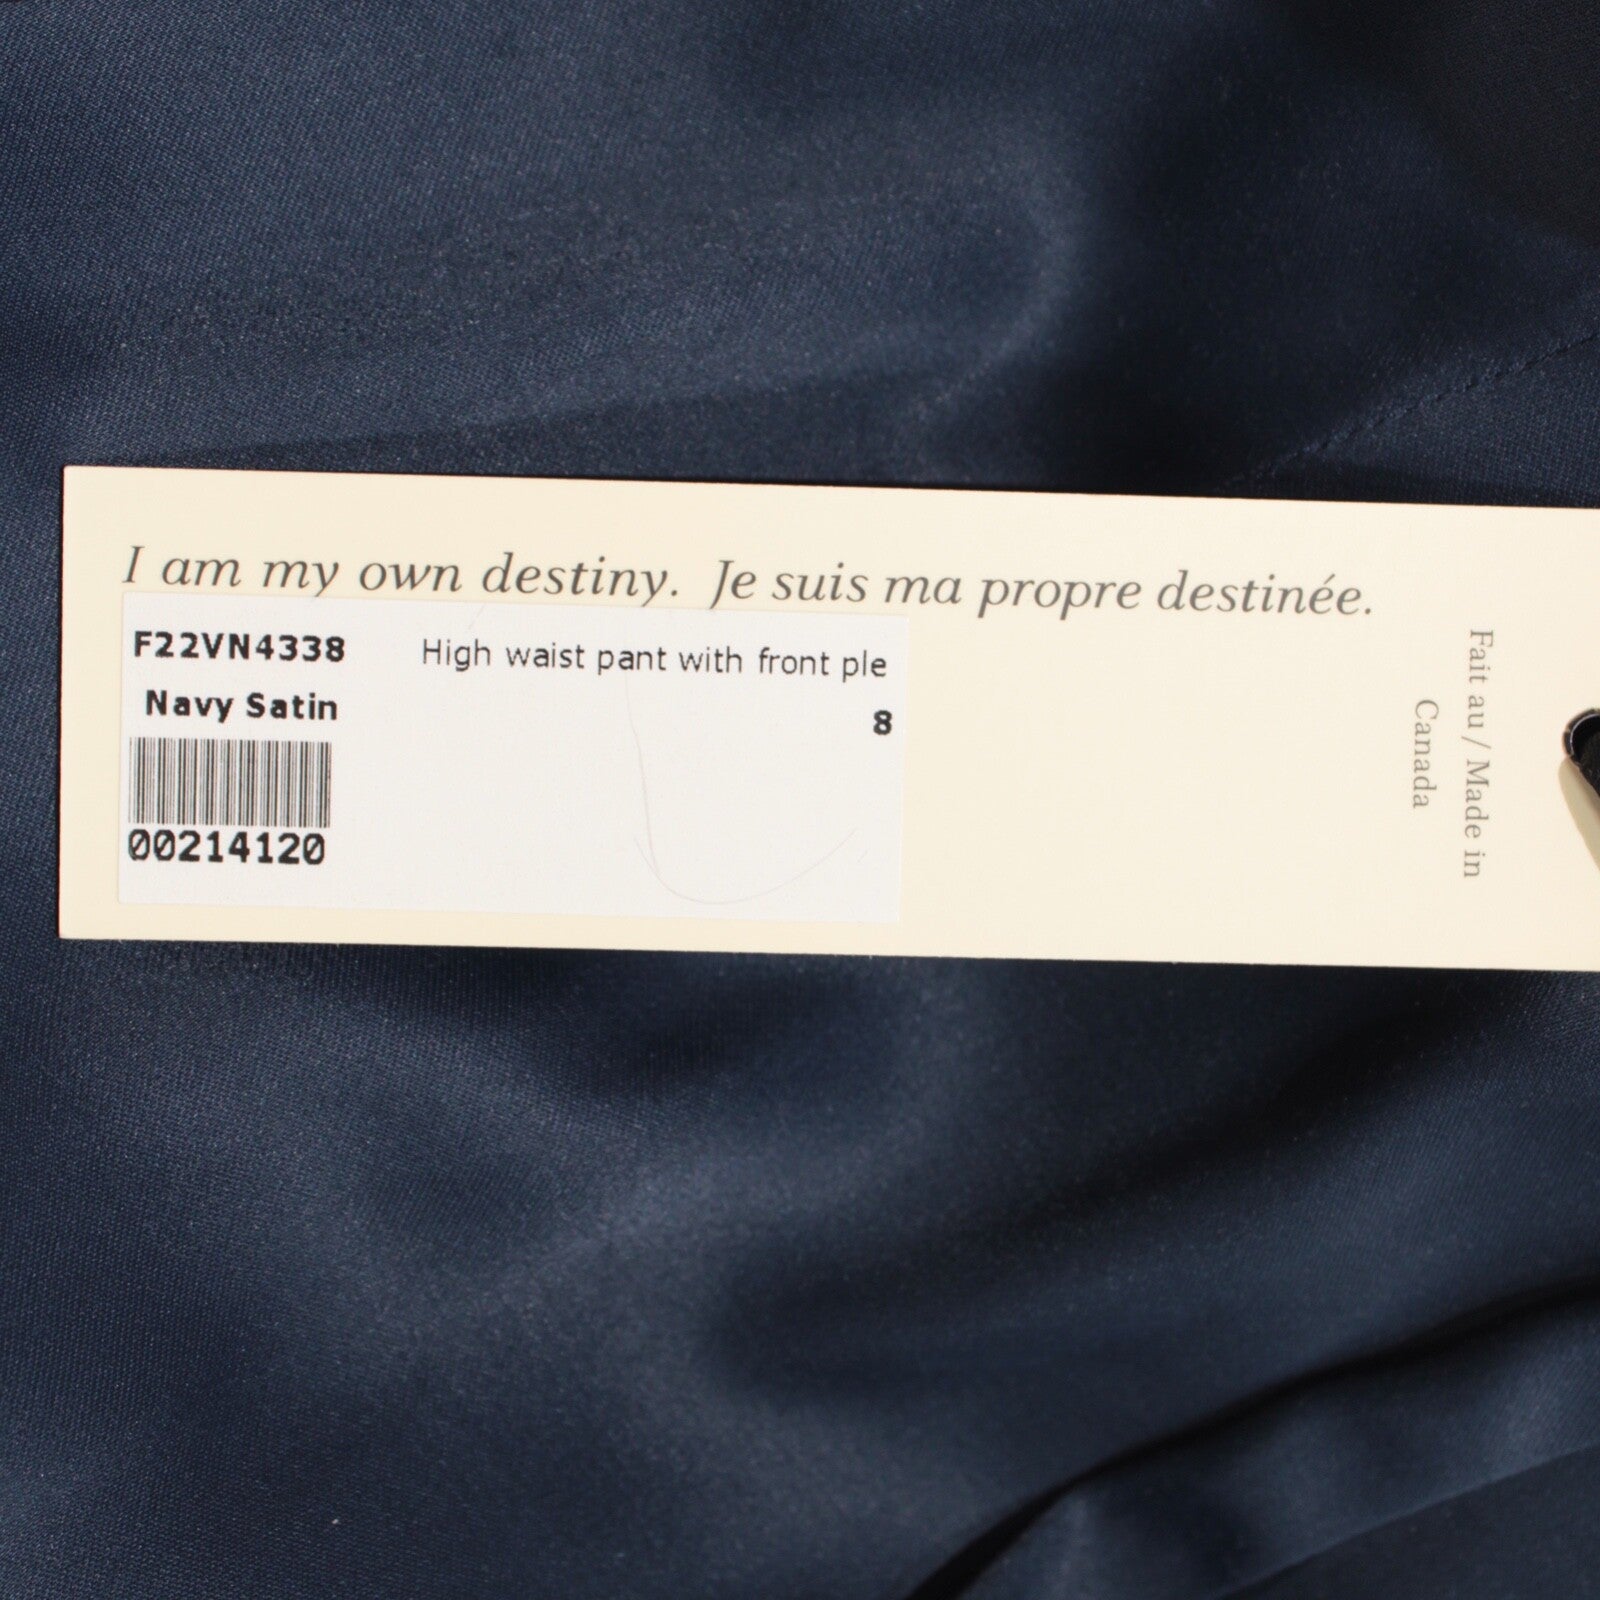 I am my own destiny. Je suis ma propre destinée.
F22VN4338 High waist pant with front ple
Navy Satin 8
00214120
Fait au / Made in
Canada